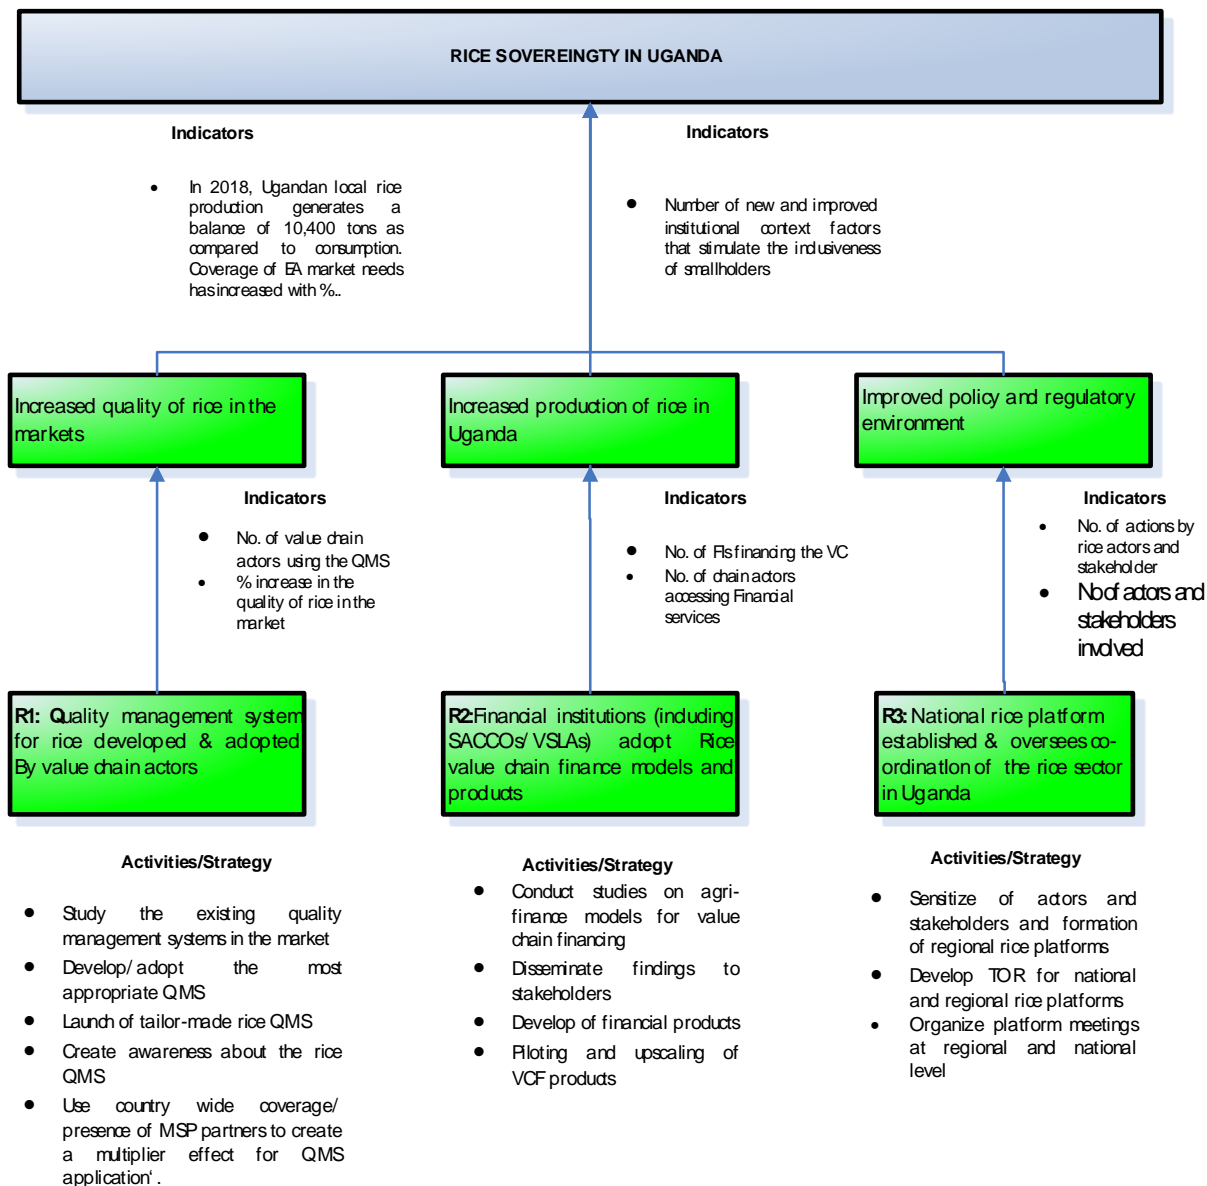 RICE SOVEREINGTY IN UGANDA
Indicators
• In 2018, Ugandan local rice
production generates a
balance of 10,400 tons as
compared to consumption.
Coverage of EA market needs
has increased with %..
Indicators
• Number of new and improved
institutional context factors
that stimulate the inclusiveness
of smallholders
Increased quality of rice in the
markets
Increased production of rice in
Uganda
Improved policy and regulatory
environment
Indicators
• No. of value chain
actors using the QMS
• % increase in the
quality of rice in the
market
Indicators
• No. of FIs financing the VC
• No. of chain actors
accessing Financial
services
Indicators
• No. of actions by
rice actors and
stakeholder
• No of actors and
stakeholders
involved
R1: Quality management system
for rice developed & adopted
By value chain actors
R2:Financial institutions (including
SACCOs/ VSLAs) adopt Rice
value chain finance models and
products
R3: National rice platform
established & oversees co-
ordination of the rice sector
in Uganda
Activities/Strategy
• Study the existing quality
management systems in the market
• Develop/ adopt the most
appropriate QMS
• Launch of tailor-made rice QMS
• Create awareness about the rice
QMS
• Use country wide coverage/
presence of MSP partners to create
a multiplier effect for QMS
application‘.
Activities/Strategy
• Conduct studies on agri-
finance models for value
chain financing
• Disseminate findings to
stakeholders
• Develop of financial products
• Piloting and upscaling of
VCF products
Activities/Strategy
• Sensitize of actors and
stakeholders and formation
of regional rice platforms
• Develop TOR for national
and regional rice platforms
• Organize platform meetings
at regional and national
level